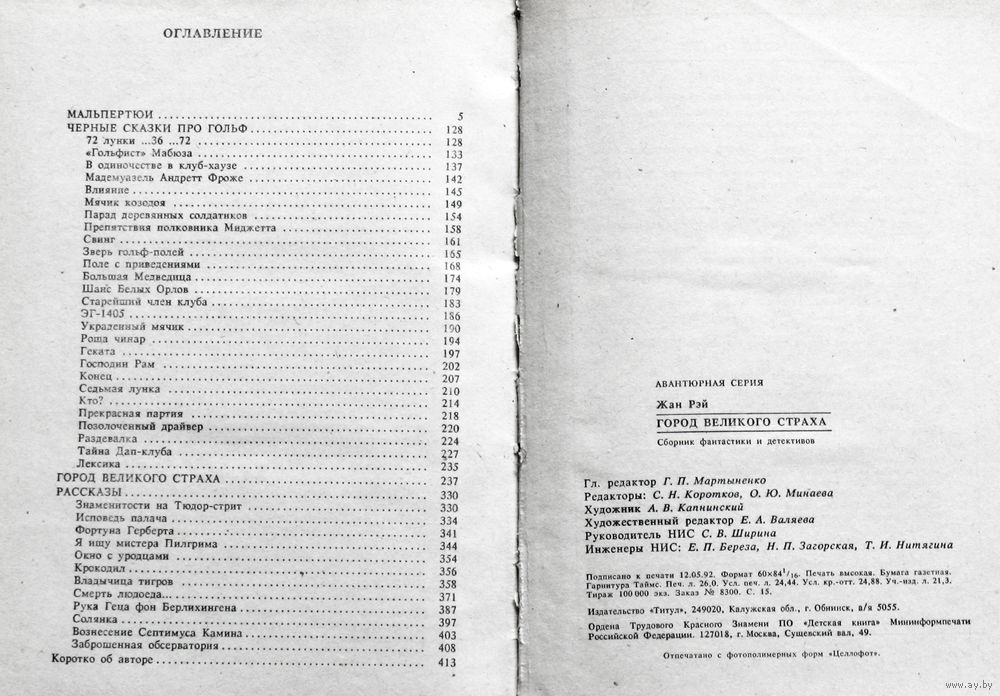 ОГЛАВЛЕНИЕ
МАЛЬПЕРТЮИ 5
ЧЕРНЫЕ СКАЗКИ ПРО ГОЛЬФ 128
72 лунки ...36 ...72 128
«Гольфист» Мабюза 133
В одиночестве в клуб-хаузе 137
Мадемуазель Андретт Фроже 142
Влияние 145
Мячик козодоя 149
Парад деревянных солдатиков 154
Препятствия полковника Миджетта 158
Свинг 161
Зверь гольф-полей 165
Поле с приведениями 168
Большая Медведица 174
Шанс Белых Орлов 179
Старейший член клуба 183
ЭГ-1405 186
Украденный мячик 190
Роща чинар 194
Геката 197
Господин Рам 202
Конец 207
Седьмая лунка 210
Кто? 214
Прекрасная партия 218
Позолоченный драйвер 220
Раздевалка 224
Тайна Дап-клуба 227
Лексика 235
ГОРОД ВЕЛИКОГО СТРАХА 237
РАССКАЗЫ 330
Знаменитости на Тюдор-стрит 330
Исповедь палача 334
Фортуна Герберта 341
Я ищу мистера Пилгрима 344
Окно с уродцами 354
Крокодил 356
Владычица тигров 358
Смерть людоеда... 371
Рука Геца фон Берлихингена 387
Солянка 397
Вознесение Септимуса Камина 403
Заброшенная обсерватория 408
Коротко об авторе 413
АВАНТЮРНАЯ СЕРИЯ
Жан Рэй
ГОРОД ВЕЛИКОГО СТРАХА
Сборник фантастики и детективов
Гл. редактор Г. П. Мартыненко
Редакторы: С. Н. Коротков, О. Ю. Минаева
Художник А. В. Капнинский
Художественный редактор Е. А. Валяева
Руководитель НИС С. В. Ширина
Инженеры НИС: Е. П. Береза, Н. П. Загорская, Т. И. Нитягина
Подписано к печати 12.05.92. Формат 60×84¹/₁₆. Печать высокая. Бумага газетная.
Гарнитура Таймс. Печ. л. 26,0. Усл. печ. л. 24,44. Усл. кр.-отт. 24,88. Уч.-изд. л. 21,3.
Тираж 100 000 экз. Заказ № 8300. С. 15.
Издательство «Титул», 249020, Калужская обл., г. Обнинск, а/я 5055.
Ордена Трудового Красного Знамени ПО «Детская книга» Мининформпечати
Российской Федерации. 127018, г. Москва, Сущевский вал, 49.
Отпечатано с фотополимерных форм «Целлофот».
www.ay.by